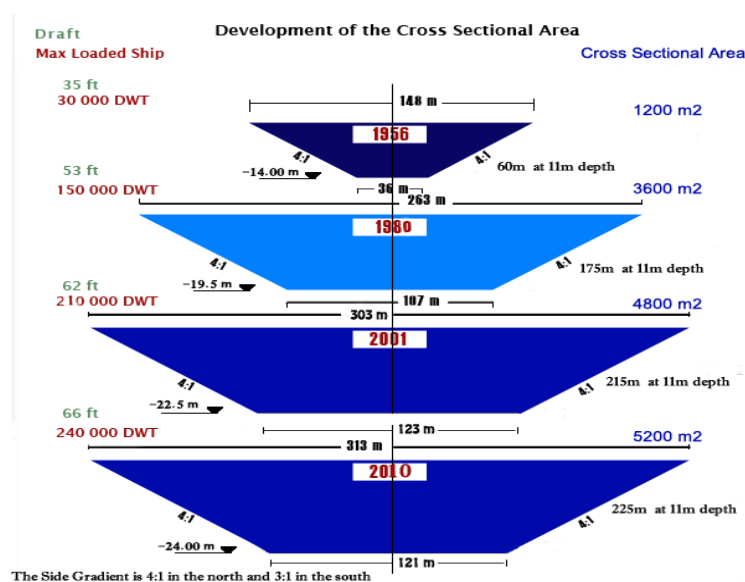 Development of the Cross Sectional Area
Draft
Max Loaded Ship
Cross Sectional Area
35 ft
30 000 DWT
148 m
1200 m2
1956
4:1
4:1
60m at 11m depth
-14.00 m
36 m
53 ft
150 000 DWT
3600 m2
263 m
1980
4:1
4:1
175m at 11m depth
-19.5 m
107 m
62 ft
210 000 DWT
4800 m2
303 m
2001
4:1
4:1
215m at 11m depth
-22.5 m
123 m
66 ft
240 000 DWT
5200 m2
313 m
2010
4:1
4:1
225m at 11m depth
-24.00 m
121 m
The Side Gradient is 4:1 in the north and 3:1 in the south